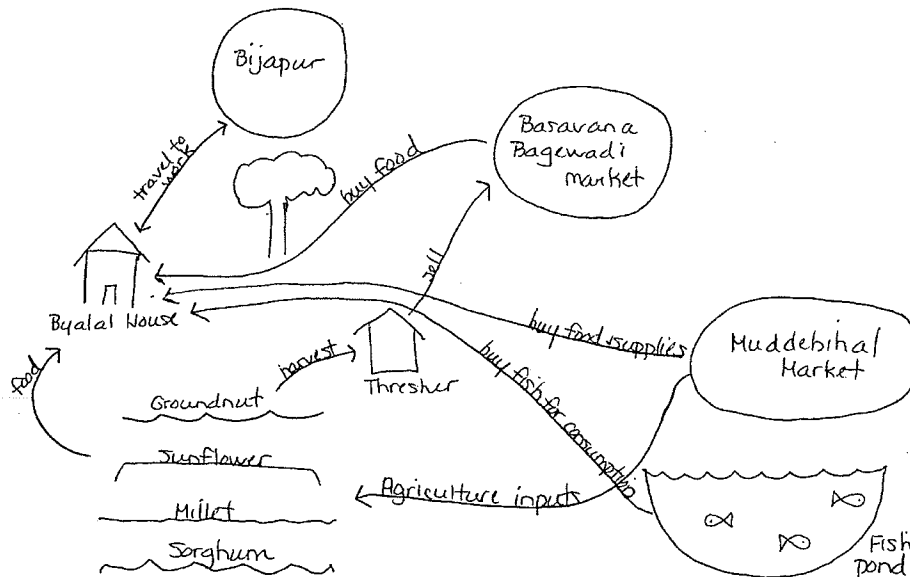 Bijapur
Basavana
Bagewadi
market
travel to
work
buy food
sell
Byalal House
buy food + supplies
Muddebihal
Market
harvest
Thresher
buy fish for consumption
food
Groundnut
Sunflower
Millet
Sorghum
Agriculture inputs
Fish
pond